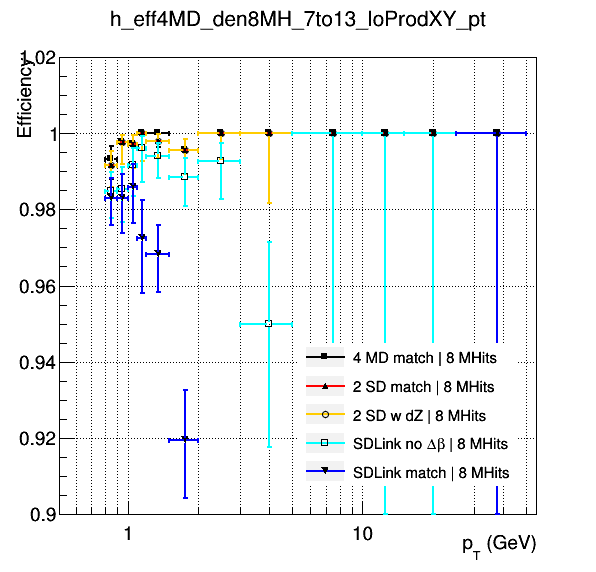 h_eff4MD_den8MH_7to13_loProdXY_pt
Efficiency
1.02
1
0.98
0.96
0.94
0.92
0.9
4 MD match | 8 MHits
2 SD match | 8 MHits
2 SD w dZ | 8 MHits
SDLink no Δβ | 8 MHits
SDLink match | 8 MHits
1
10
p_T (GeV)